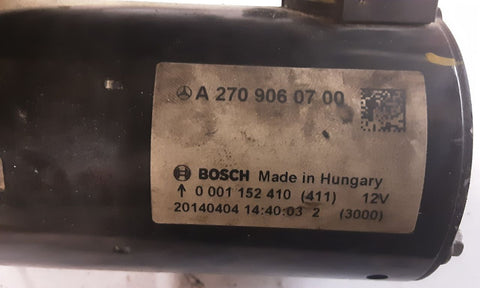 A 270 906 07 00
BOSCH Made in Hungary
↑ 0 001 152 410 (411) 12V
20140404 14:40:03 2 (3000)